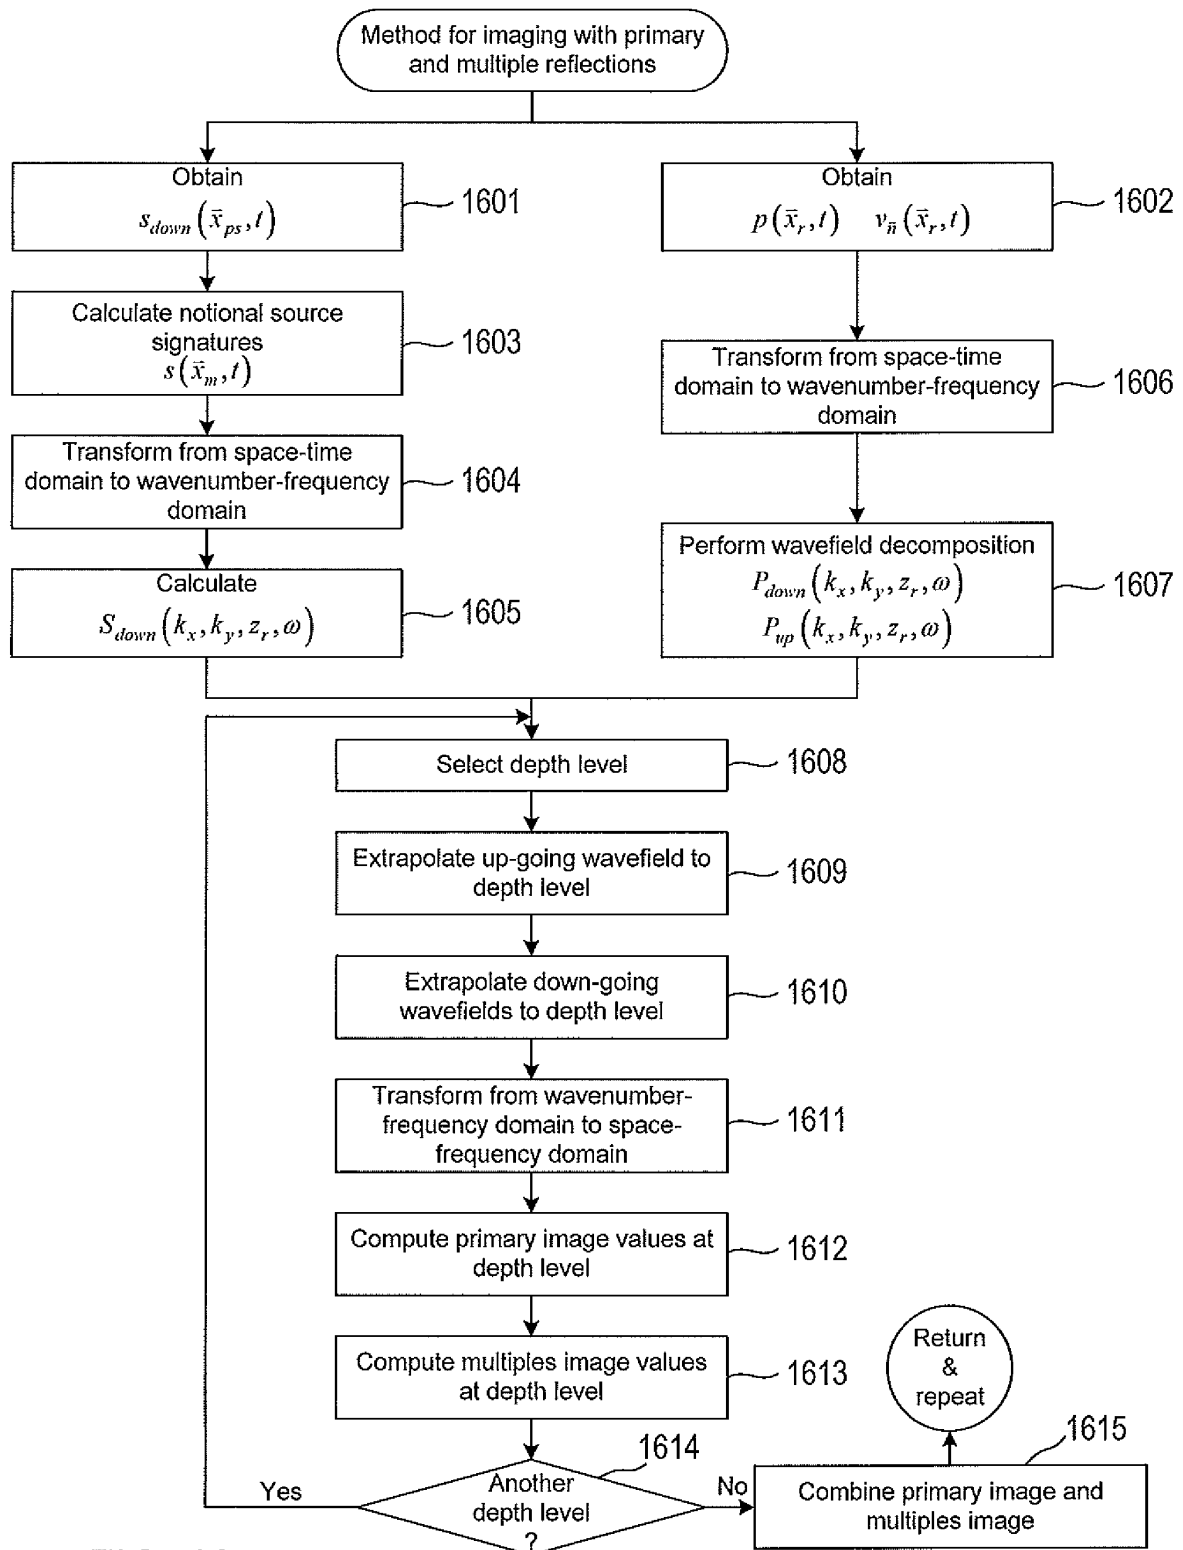 Method for imaging with primary
and multiple reflections
Obtain
s_down(x̄_ps, t)
1601
Obtain
p(x̄_r, t)   v_n̄(x̄_r, t)
1602
Calculate notional source
signatures
s(x̄_m, t)
1603
Transform from space-time
domain to wavenumber-frequency
domain
1604
Calculate
S_down(k_x, k_y, z_r, ω)
1605
Transform from space-time
domain to wavenumber-frequency
domain
1606
Perform wavefield decomposition
P_down(k_x, k_y, z_r, ω)
P_up(k_x, k_y, z_r, ω)
1607
Select depth level
1608
Extrapolate up-going wavefield to
depth level
1609
Extrapolate down-going
wavefields to depth level
1610
Transform from wavenumber-
frequency domain to space-
frequency domain
1611
Compute primary image values at
depth level
1612
Compute multiples image values
at depth level
1613
Another
depth level
?
1614
Yes
No
Combine primary image and
multiples image
1615
Return
&
repeat